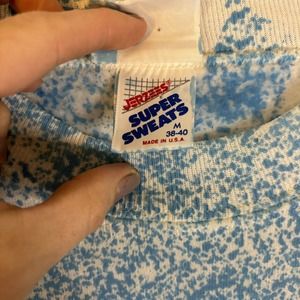 JERZEES
SUPER
SWEATS
M
38-40
MADE IN U.S.A.